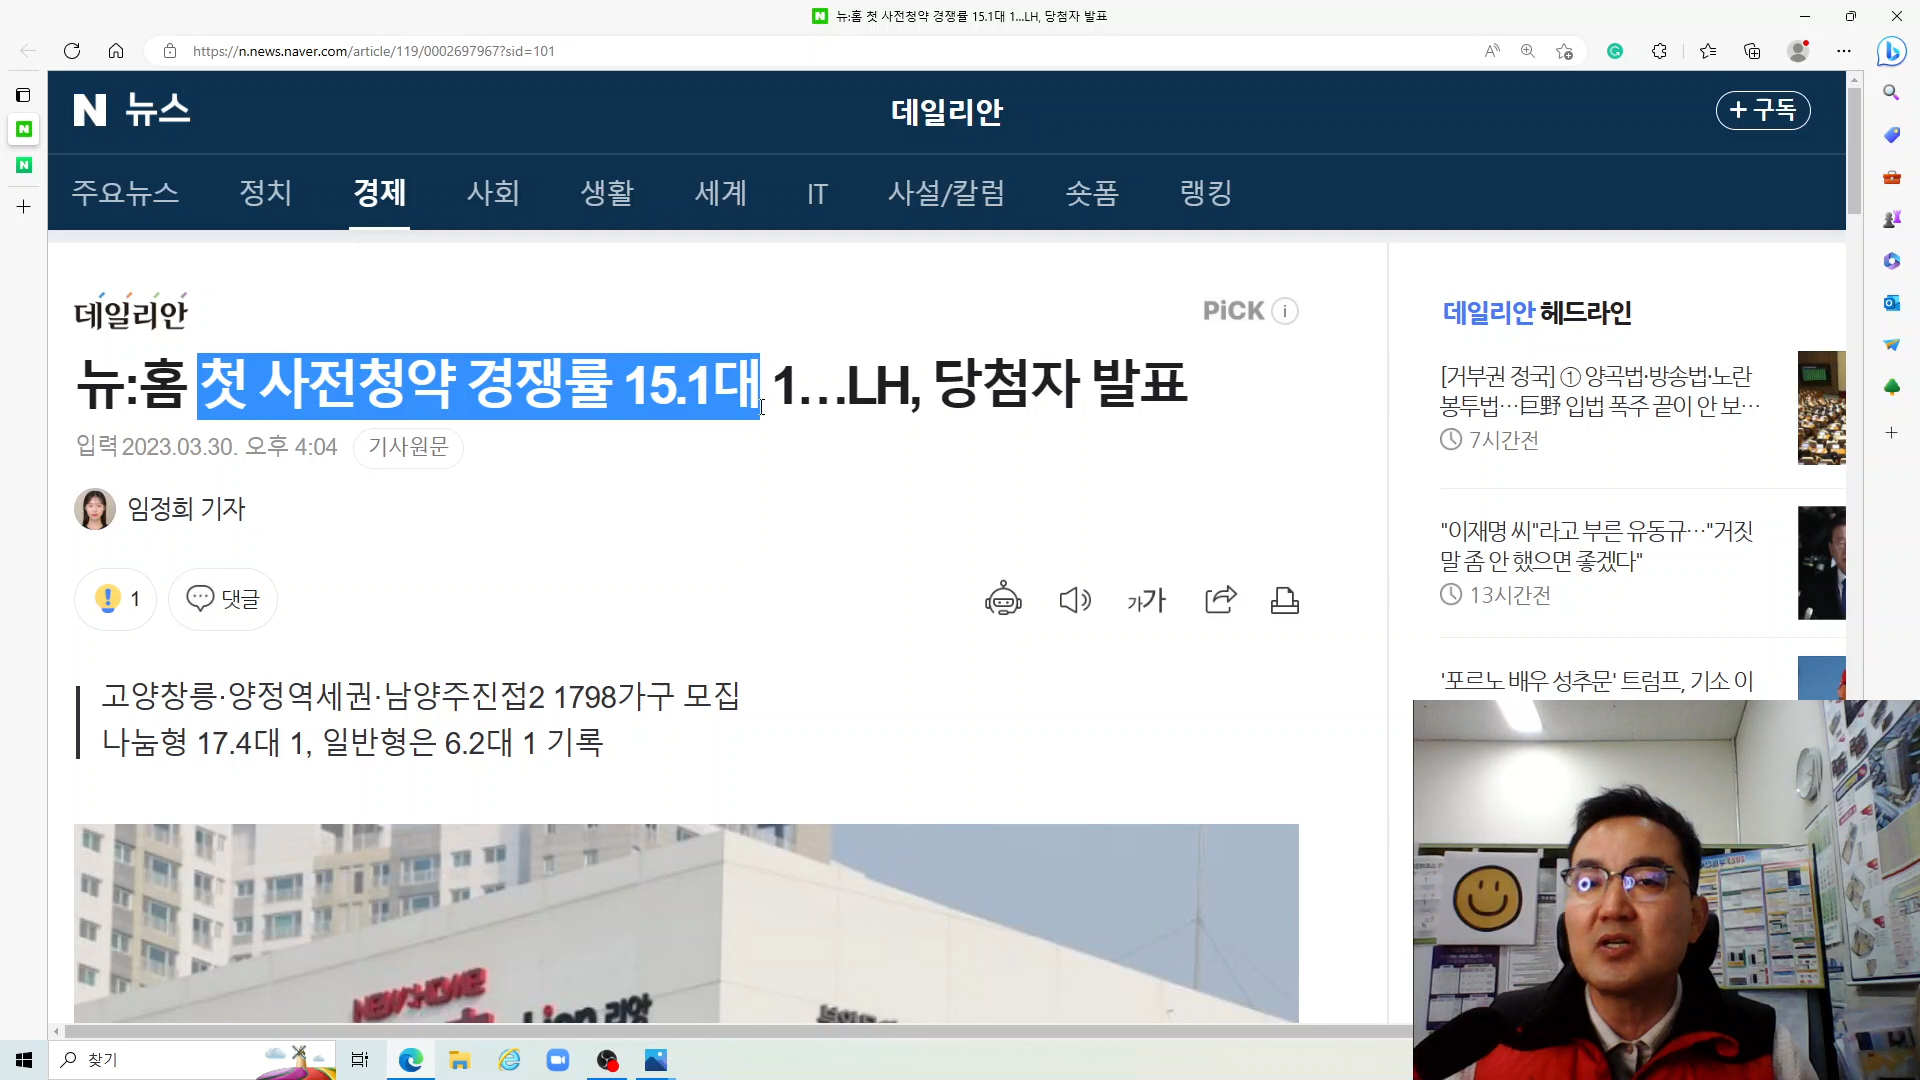 뉴:홈 첫 사전청약 경쟁률 15.1대 1...LH, 당첨자 발표
https://n.news.naver.com/article/119/0002697967?sid=101
N 뉴스
데일리안
+ 구독
주요뉴스 정치 경제 사회 생활 세계 IT 사설/칼럼 숏폼 랭킹
데일리안
PiCK i
뉴:홈 첫 사전청약 경쟁률 15.1대 1…LH, 당첨자 발표
입력 2023.03.30. 오후 4:04 기사원문
임정희 기자
1 댓글
가가
고양창릉·양정역세권·남양주진접2 1798가구 모집
나눔형 17.4대 1, 일반형은 6.2대 1 기록
NEW:HOME
Lion 리얏
데일리안 헤드라인
[거부권 정국] ① 양곡법·방송법·노란
봉투법…巨野 입법 폭주 끝이 안 보…
7시간전
"이재명 씨"라고 부른 유동규…"거짓
말 좀 안 했으면 좋겠다"
13시간전
'포르노 배우 성추문' 트럼프, 기소 이
찾기